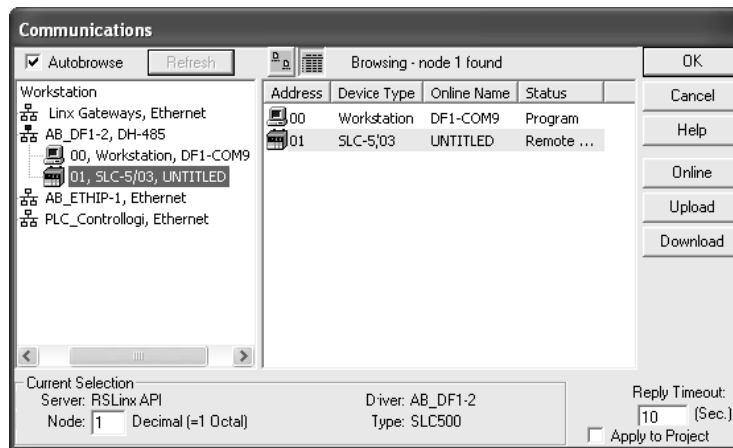 Communications
Autobrowse Refresh Browsing - node 1 found OK
Workstation
Linx Gateways, Ethernet
AB_DF1-2, DH-485
00, Workstation, DF1-COM9
01, SLC-5/03, UNTITLED
AB_ETHIP-1, Ethernet
PLC_Controllogi, Ethernet
Address Device Type Online Name Status
00 Workstation DF1-COM9 Program
01 SLC-5/03 UNTITLED Remote ...
Cancel
Help
Online
Upload
Download
Current Selection
Server: RSLinx API Driver: AB_DF1-2
Node: 1 Decimal (=1 Octal) Type: SLC500
Reply Timeout:
10 (Sec.)
Apply to Project